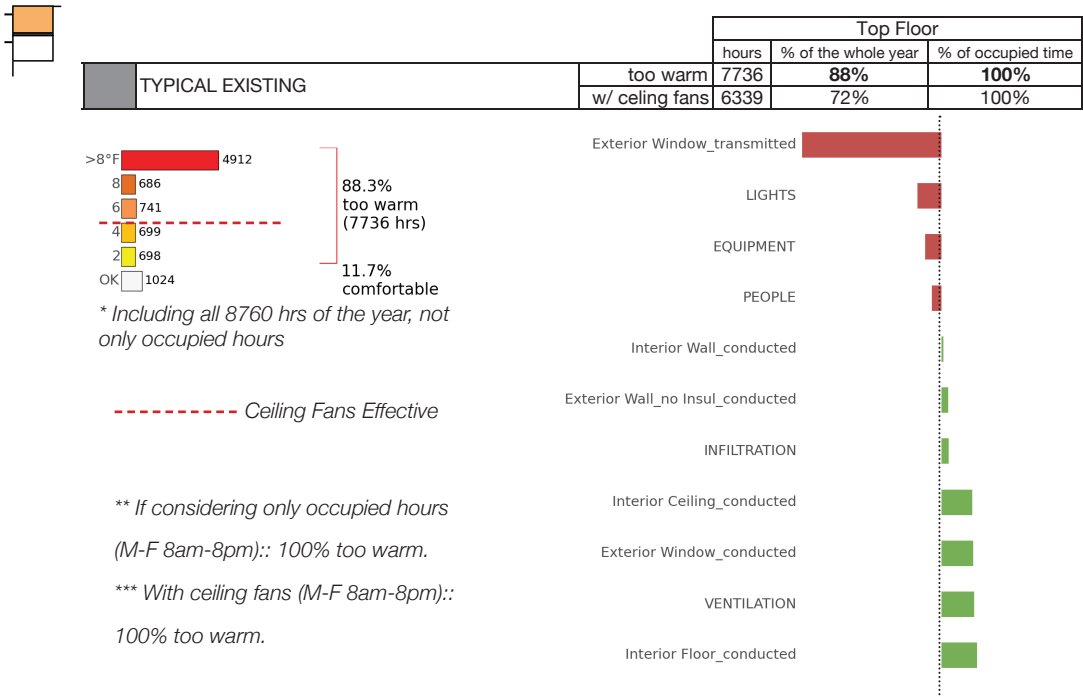 Top Floor
hours % of the whole year % of occupied time
TYPICAL EXISTING too warm 7736 88% 100%
w/ celing fans 6339 72% 100%
>8°F 4912
8 686
6 741
4 699
2 698
OK 1024
88.3%
too warm
(7736 hrs)
11.7%
comfortable
* Including all 8760 hrs of the year, not
only occupied hours
Ceiling Fans Effective
** If considering only occupied hours
(M-F 8am-8pm):: 100% too warm.
*** With ceiling fans (M-F 8am-8pm)::
100% too warm.
Exterior Window_transmitted
LIGHTS
EQUIPMENT
PEOPLE
Interior Wall_conducted
Exterior Wall_no Insul_conducted
INFILTRATION
Interior Ceiling_conducted
Exterior Window_conducted
VENTILATION
Interior Floor_conducted